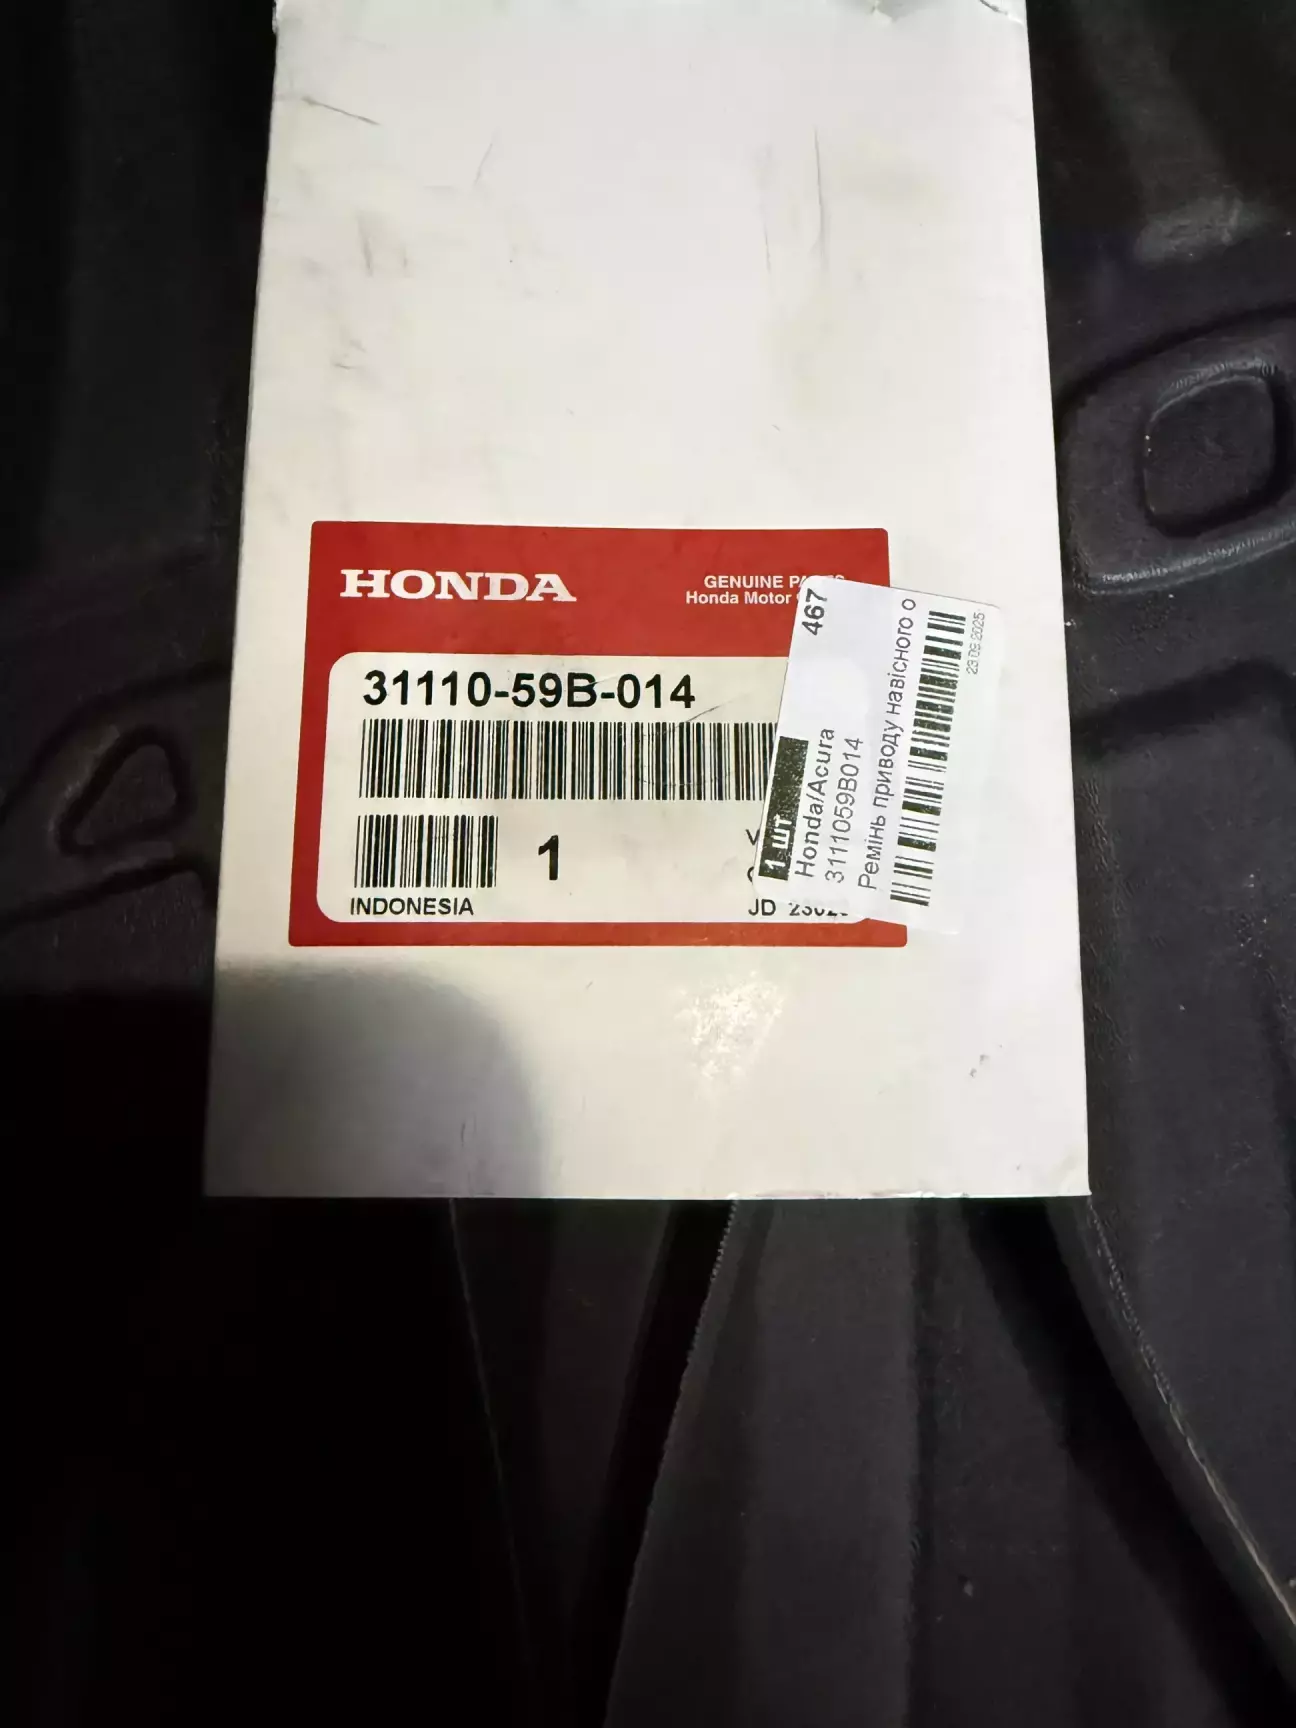 HONDA
GENUINE
Honda Motor
31110-59B-014
1
INDONESIA
JD
467
1 шт
Honda/Acura
3111059B014
Ремінь приводу навісного о
23.09.2025